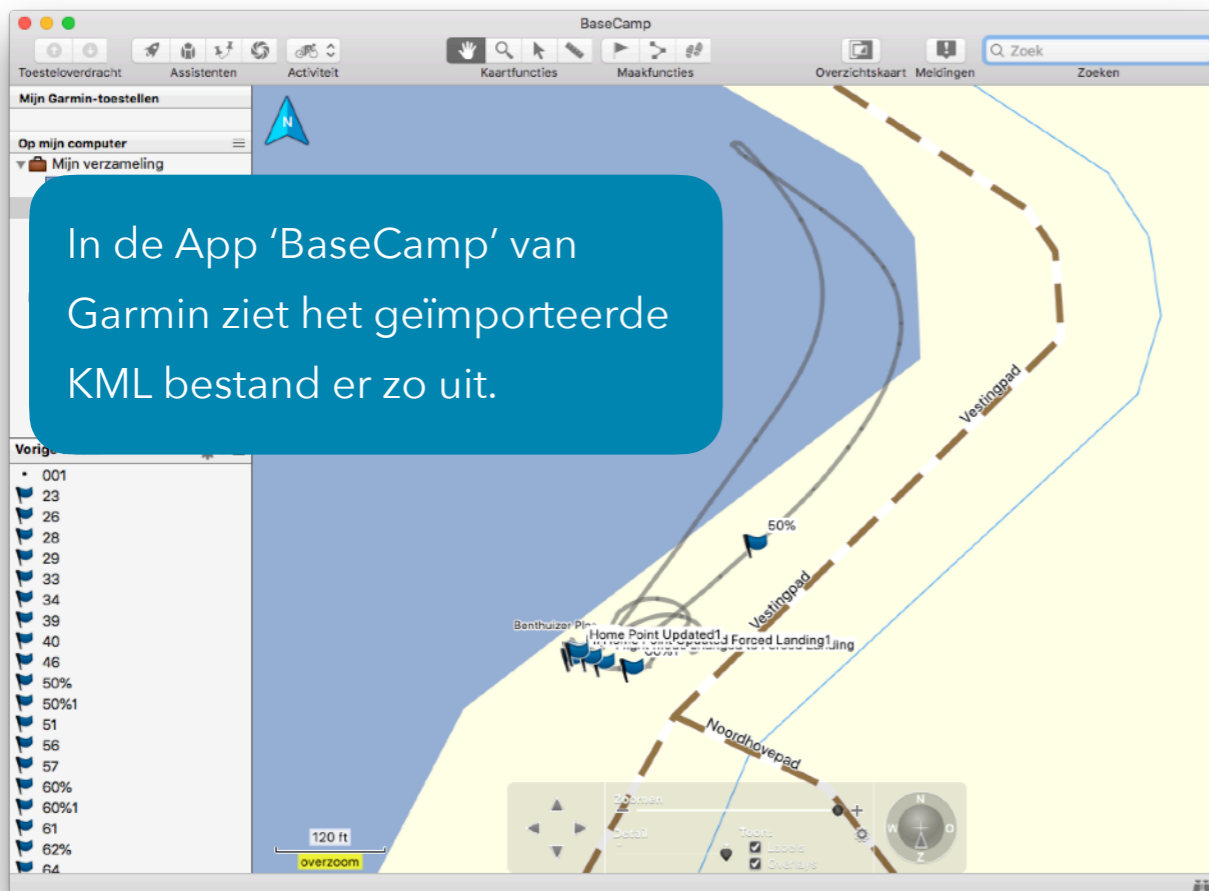 BaseCamp
Zoek
Toesteloverdracht Assistenten Activiteit Kaartfuncties Maakfuncties Overzichtskaart Meldingen Zoeken
Mijn Garmin-toestellen
Op mijn computer
Mijn verzameling
N
In de App ‘BaseCamp’ van
Garmin ziet het geïmporteerde
KML bestand er zo uit.
Vestingpad
50%
Vestingpad
Benthuizer
Home Point Updated1
Forced Landing1
Noordhovepad
001
23
26
28
29
33
34
39
40
46
50%
50%1
51
56
57
60%
60%1
61
62%
64
120 ft
overzoom
Zoomen
Detail
Toon:
Labels
Overlays
N
W O
Z